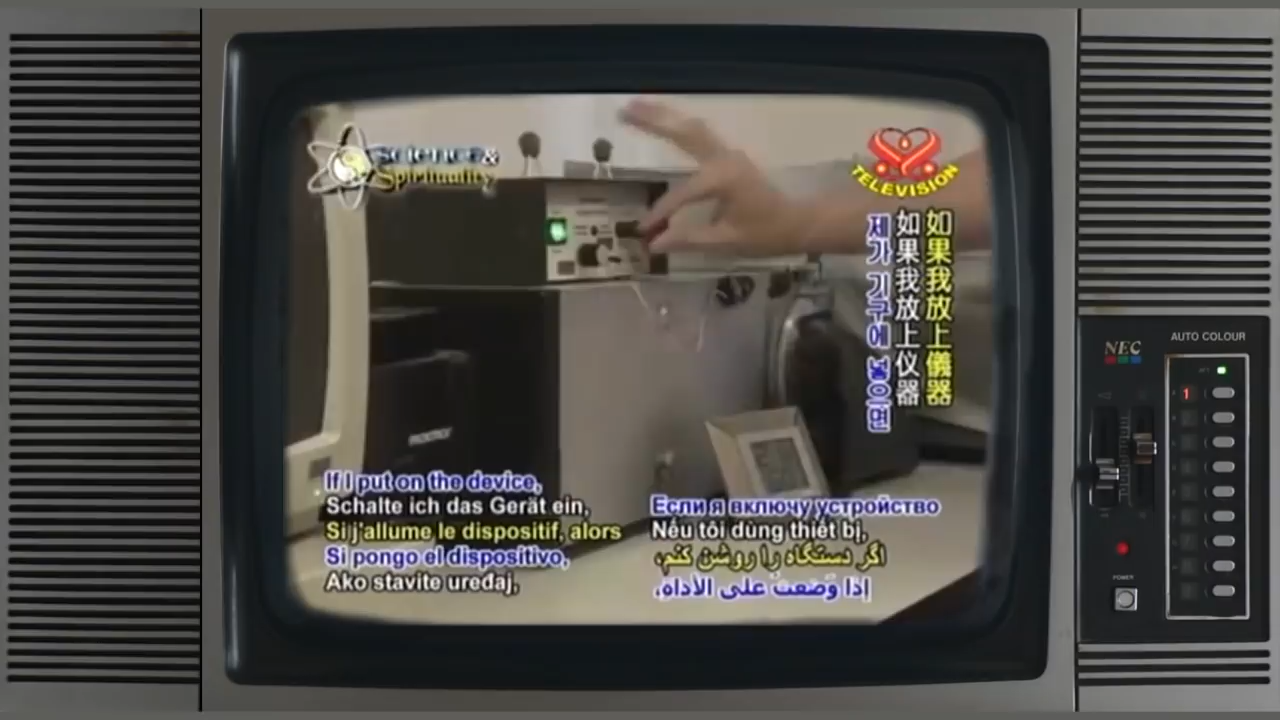 Science &
Spirituality
TELEVISION
如果我放上儀器
如果我放上仪器
제가 기구에 넣으면
If I put on the device,
Schalte ich das Gerät ein,
Si j'allume le dispositif, alors
Si pongo el dispositivo,
Ako stavite uređaj,
Если я включу устройство
Nếu tôi dùng thiết bị,
اگر دستگاه را روشن کنم،
إذا وَضعتَ على الأداة،
NEC
AUTO COLOUR
1
POWER